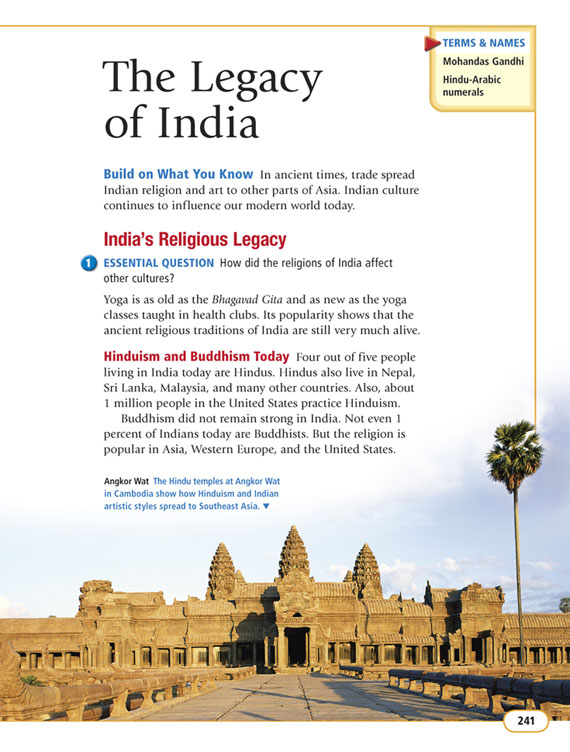 TERMS & NAMES
Mohandas Gandhi
Hindu-Arabic
numerals
The Legacy
of India
Build on What You Know In ancient times, trade spread
Indian religion and art to other parts of Asia. Indian culture
continues to influence our modern world today.
India's Religious Legacy
1 ESSENTIAL QUESTION How did the religions of India affect
other cultures?
Yoga is as old as the Bhagavad Gita and as new as the yoga
classes taught in health clubs. Its popularity shows that the
ancient religious traditions of India are still very much alive.
Hinduism and Buddhism Today Four out of five people
living in India today are Hindus. Hindus also live in Nepal,
Sri Lanka, Malaysia, and many other countries. Also, about
1 million people in the United States practice Hinduism.
Buddhism did not remain strong in India. Not even 1
percent of Indians today are Buddhists. But the religion is
popular in Asia, Western Europe, and the United States.
Angkor Wat The Hindu temples at Angkor Wat
in Cambodia show how Hinduism and Indian
artistic styles spread to Southeast Asia. ▼
241